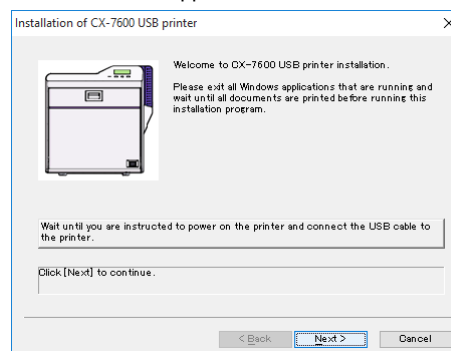 Installation of CX-7600 USB printer
Welcome to CX-7600 USB printer installation.
Please exit all Windows applications that are running and
wait until all documents are printed before running this
installation program.
Wait until you are instructed to power on the printer and connect the USB cable to
the printer.
Click [Next] to continue.
< Back
Next >
Cancel